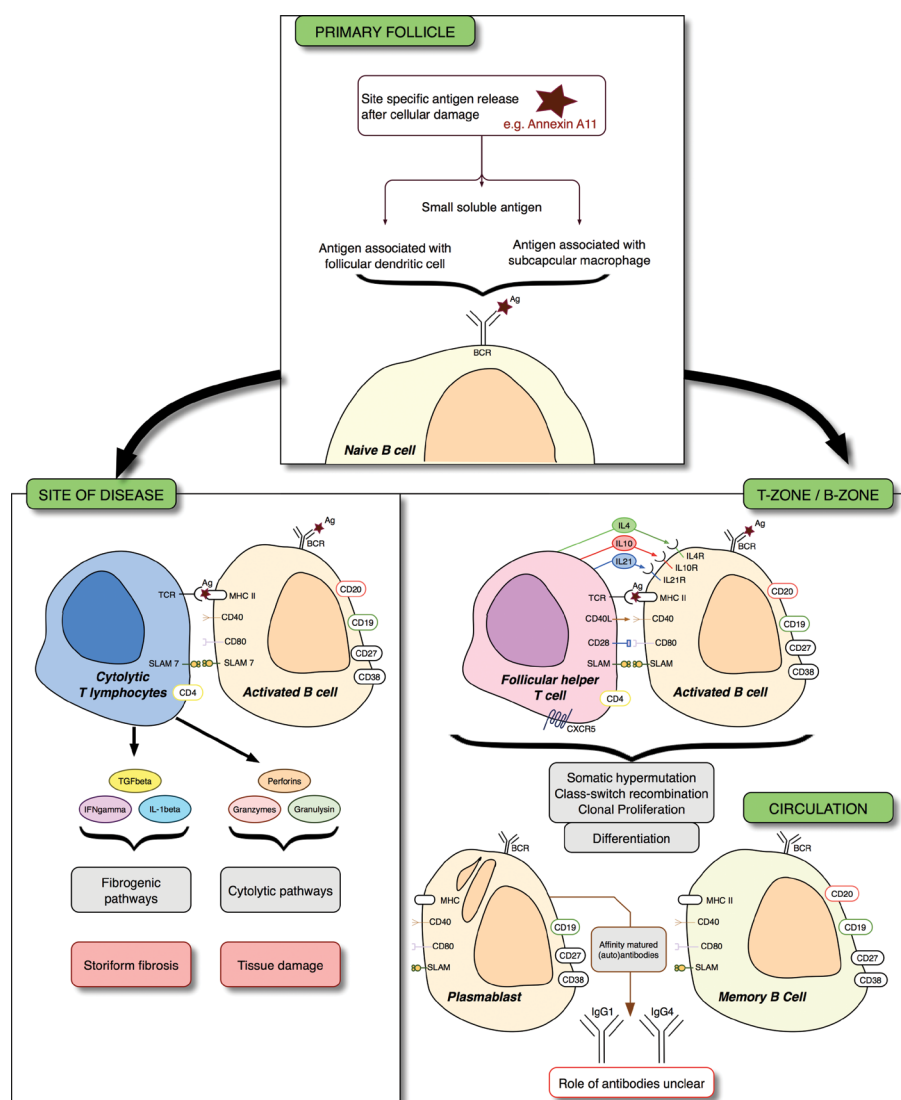 PRIMARY FOLLICLE
Site specific antigen release
after cellular damage
e.g. Annexin A11
Small soluble antigen
Antigen associated with
follicular dendritic cell
Antigen associated with
subcapcular macrophage
Ag
BCR
Naive B cell
SITE OF DISEASE
Ag
BCR
Ag
TCR
MHC II
CD40
CD80
SLAM 7
SLAM 7
CD4
CD20
CD19
CD27
CD38
Cytolytic
T lymphocytes
Activated B cell
TGFbeta
IFNgamma
IL-1beta
Perforins
Granzymes
Granulysin
Fibrogenic
pathways
Cytolytic pathways
Storiform fibrosis
Tissue damage
T-ZONE / B-ZONE
IL4
IL10
IL21
IL4R
IL10R
IL21R
Ag
BCR
Ag
TCR
MHC II
CD40L
CD40
CD28
CD80
SLAM
SLAM
CD4
CXCR5
CD20
CD19
CD27
CD38
Follicular helper
T cell
Activated B cell
Somatic hypermutation
Class-switch recombination
Clonal Proliferation
Differentiation
CIRCULATION
BCR
MHC
CD40
CD80
SLAM
CD19
CD27
CD38
Plasmablast
Affinity matured
(auto)antibodies
IgG1
IgG4
Role of antibodies unclear
BCR
MHC II
CD40
CD80
SLAM
CD20
CD19
CD27
CD38
Memory B Cell